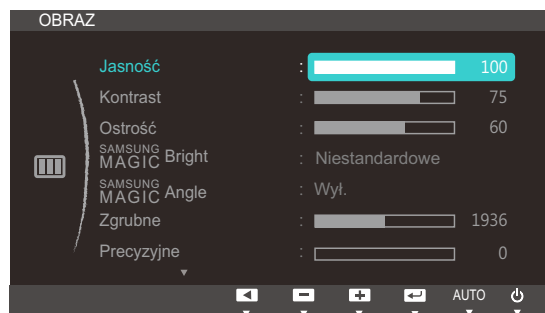 OBRAZ
Jasność : 100
Kontrast : 75
Ostrość : 60
SAMSUNG MAGIC Bright : Niestandardowe
SAMSUNG MAGIC Angle : Wył.
Zgrubne : 1936
Precyzyjne : 0
AUTO